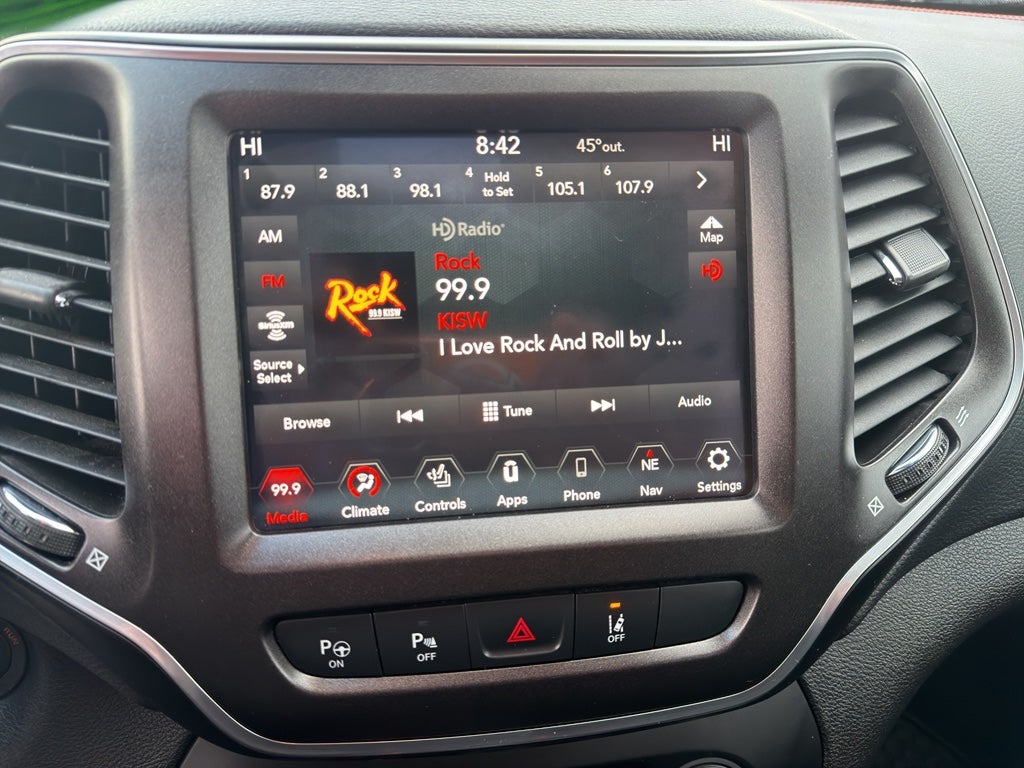 HI 8:42 45°out. HI
1 87.9 2 88.1 3 98.1 4 Hold to Set 5 105.1 6 107.9
HD Radio
AM
Map
FM
Rock
HD
Rock
99.9 KISW
99.9
SiriusXM
KISW
I Love Rock And Roll by J...
Source
Select
Browse Tune Audio
99.9 NE
Media Climate Controls Apps Phone Nav Settings
P ON
P OFF
OFF